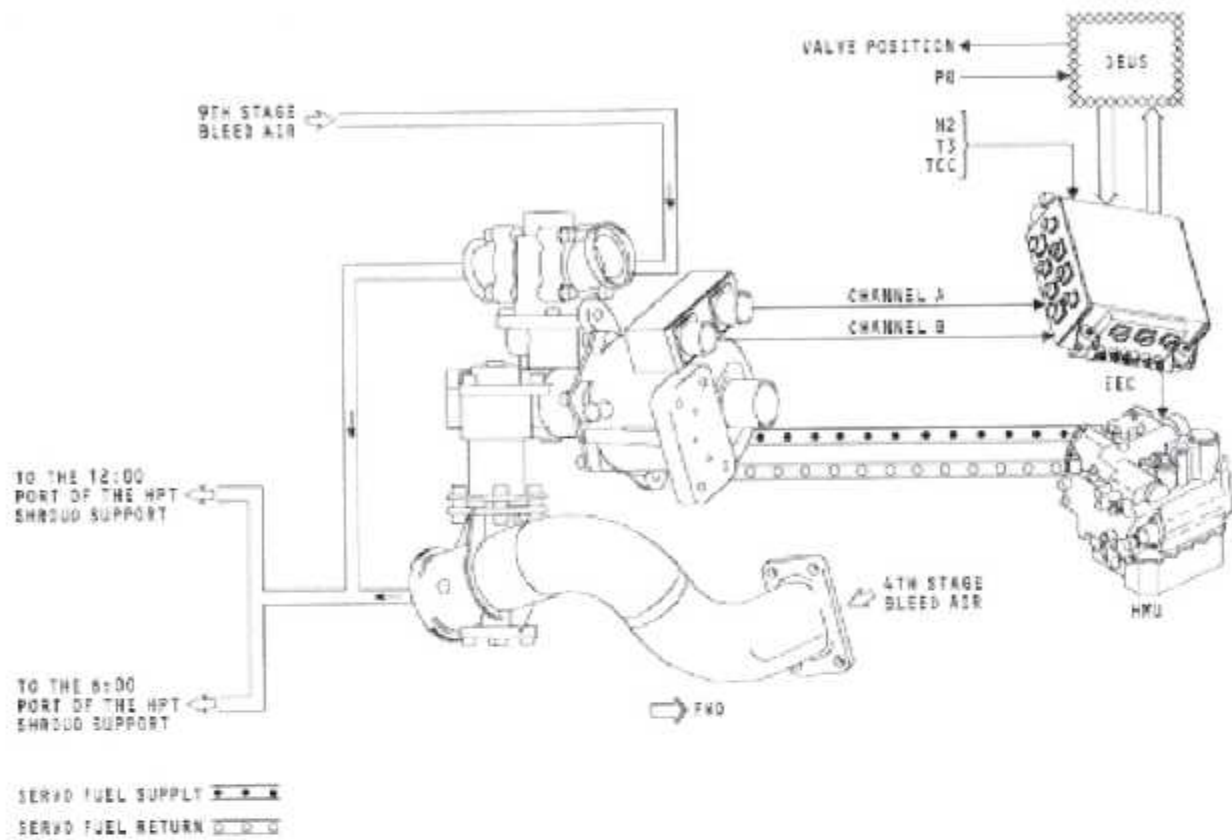 VALVE POSITION
DEUS
P0
9TH STAGE
BLEED AIR
N2
T3
TCC
CHANNEL A
CHANNEL B
EEC
TO THE 12:00
PORT OF THE HPT
SHROUD SUPPORT
4TH STAGE
BLEED AIR
HMU
TO THE 6:00
PORT OF THE HPT
SHROUD SUPPORT
FWD
SERVO FUEL SUPPLY
SERVO FUEL RETURN